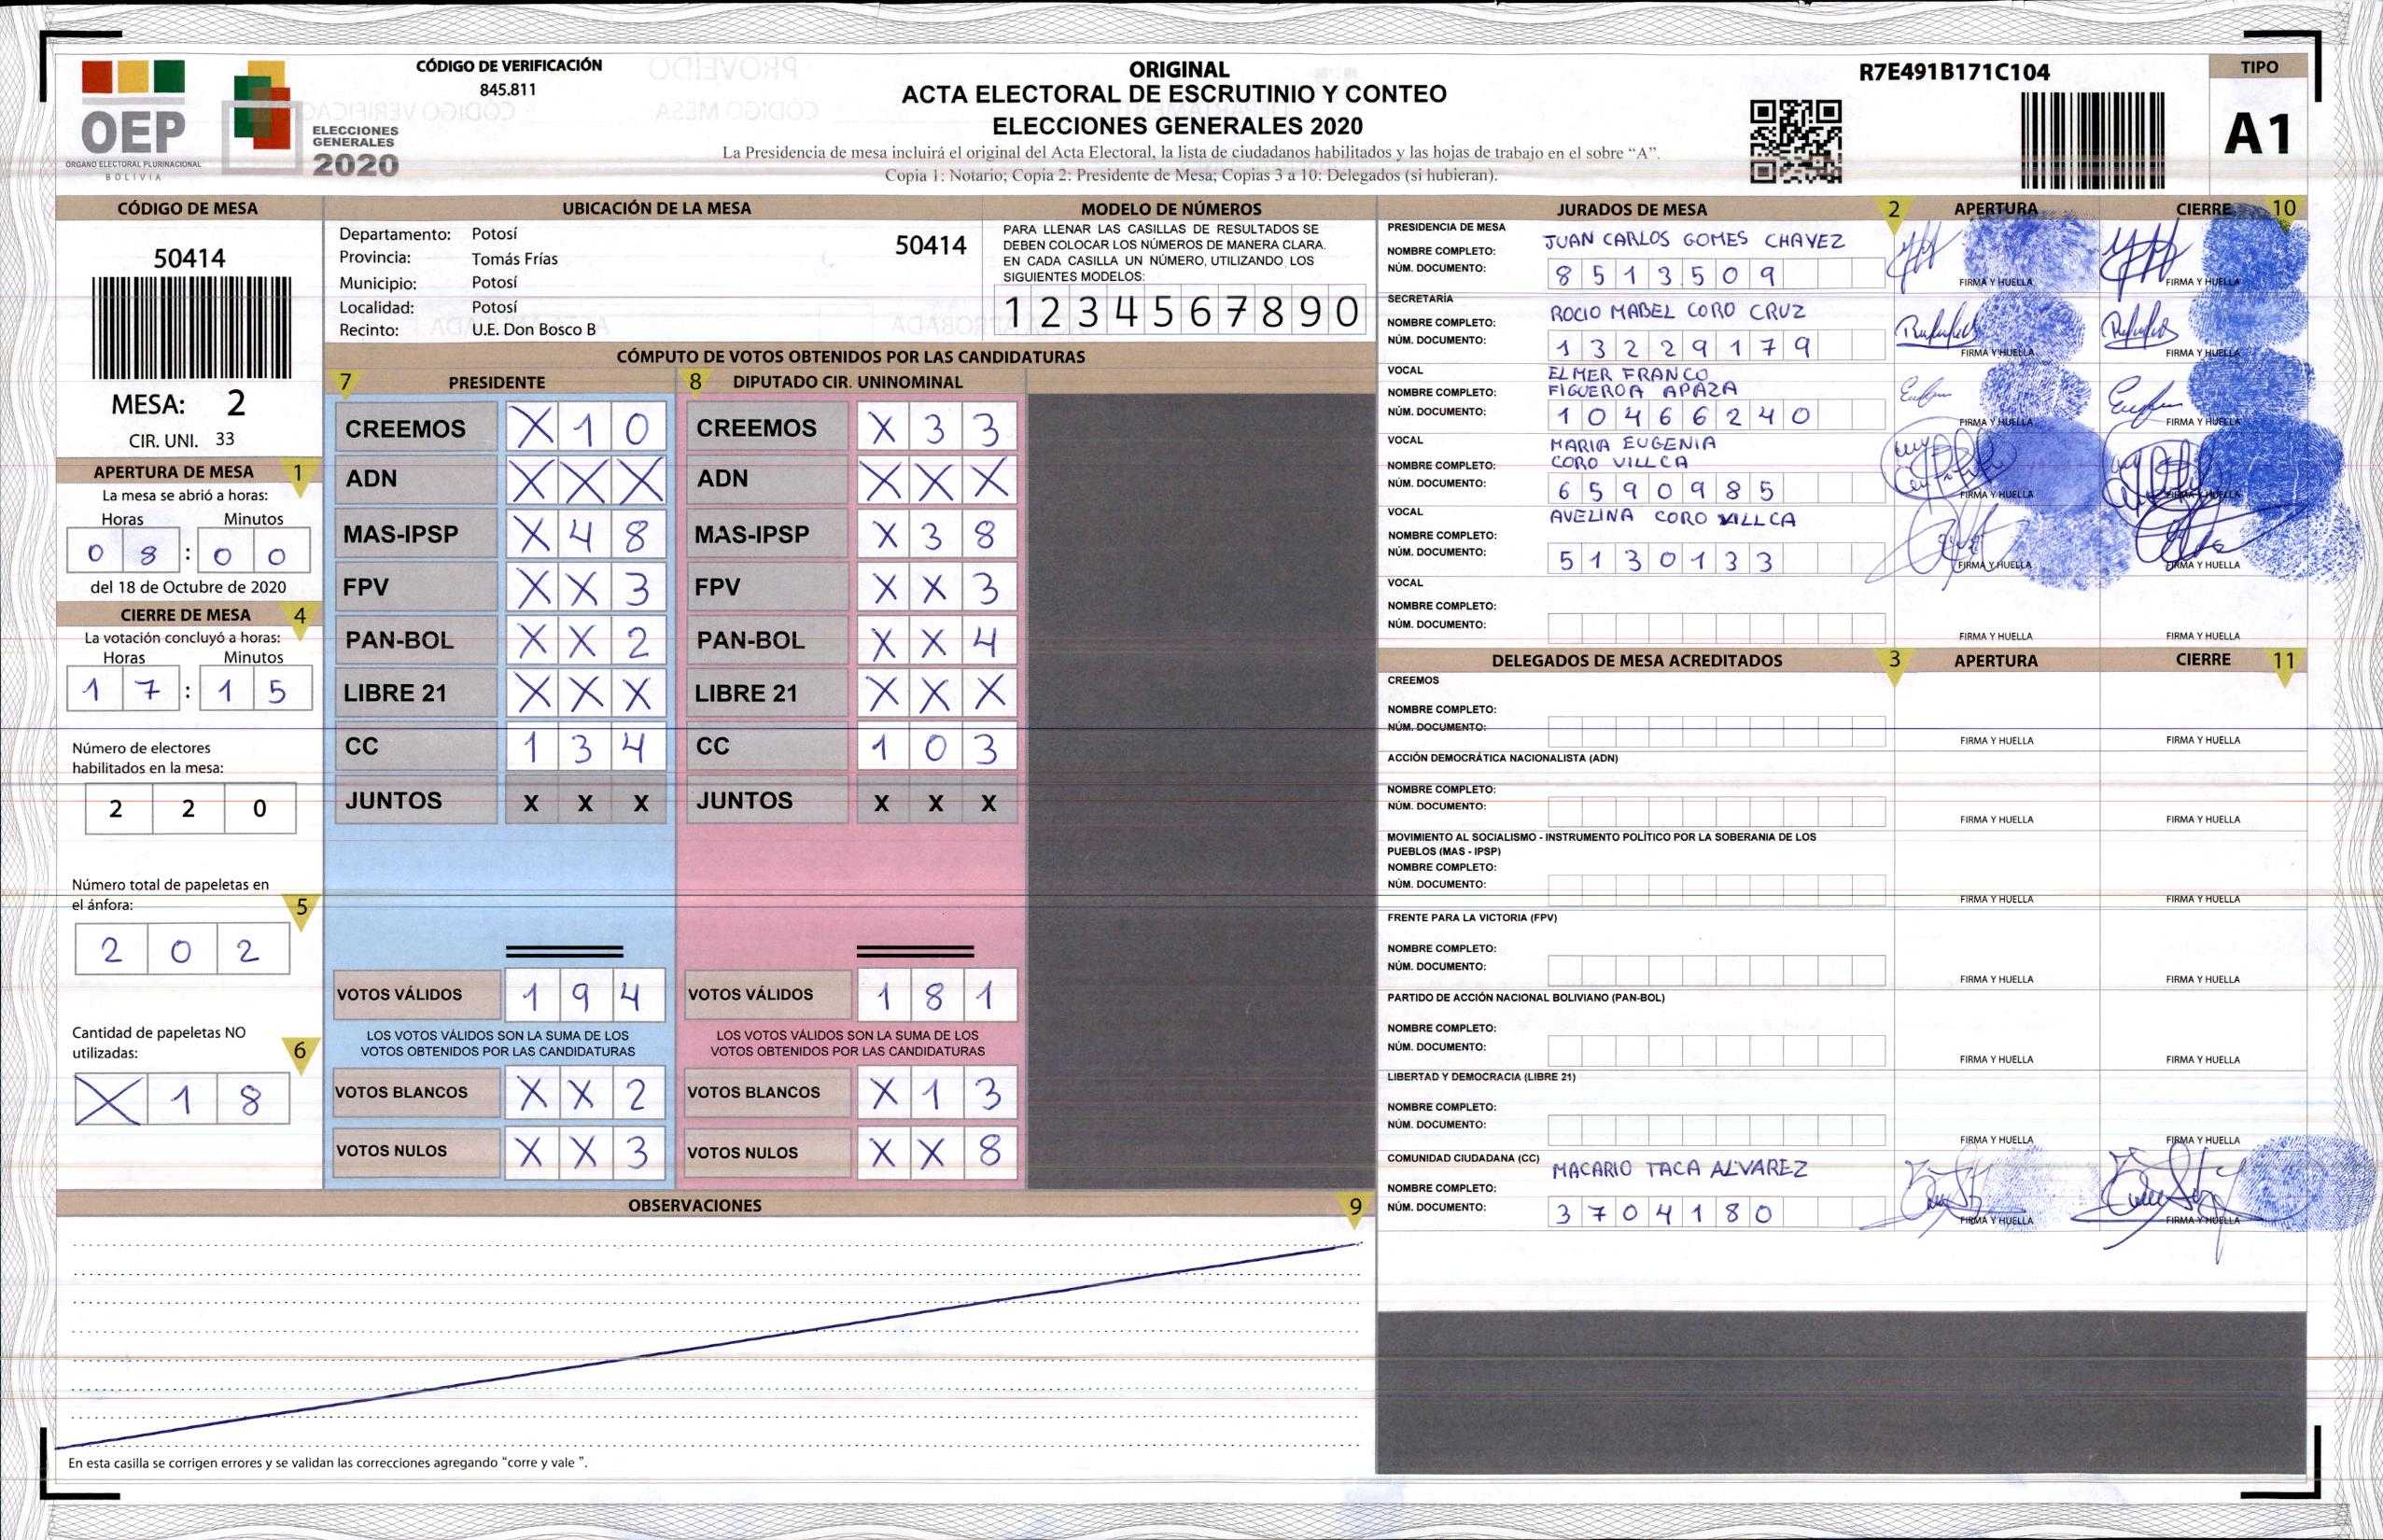 CÓDIGO DE VERIFICACIÓN
845.811
OEP
ÓRGANO ELECTORAL PLURINACIONAL
BOLIVIA
ELECCIONES
GENERALES
2020
ORIGINAL
ACTA ELECTORAL DE ESCRUTINIO Y CONTEO
ELECCIONES GENERALES 2020
La Presidencia de mesa incluirá el original del Acta Electoral, la lista de ciudadanos habilitados y las hojas de trabajo en el sobre “A”.
Copia 1: Notario; Copia 2: Presidente de Mesa; Copias 3 a 10: Delegados (si hubieran).
R7E491B171C104
TIPO
A1
CÓDIGO DE MESA
50414
MESA: 2
CIR. UNI. 33
APERTURA DE MESA 1
La mesa se abrió a horas:
Horas Minutos
0 8 : 0 0
del 18 de Octubre de 2020
CIERRE DE MESA 4
La votación concluyó a horas:
Horas Minutos
1 7 : 1 5
Número de electores
habilitados en la mesa:
2 2 0
Número total de papeletas en
el ánfora: 5
2 0 2
Cantidad de papeletas NO
utilizadas: 6
X 1 8
UBICACIÓN DE LA MESA
Departamento: Potosí
50414
Provincia: Tomás Frías
Municipio: Potosí
Localidad: Potosí
Recinto: U.E. Don Bosco B
MODELO DE NÚMEROS
PARA LLENAR LAS CASILLAS DE RESULTADOS SE
DEBEN COLOCAR LOS NÚMEROS DE MANERA CLARA.
EN CADA CASILLA UN NÚMERO, UTILIZANDO LOS
SIGUIENTES MODELOS:
1 2 3 4 5 6 7 8 9 0
CÓMPUTO DE VOTOS OBTENIDOS POR LAS CANDIDATURAS
7 PRESIDENTE 8 DIPUTADO CIR. UNINOMINAL
CREEMOS X 1 0 CREEMOS X 3 3
ADN X X X ADN X X X
MAS-IPSP X 4 8 MAS-IPSP X 3 8
FPV X X 3 FPV X X 3
PAN-BOL X X 2 PAN-BOL X X 4
LIBRE 21 X X X LIBRE 21 X X X
CC 1 3 4 CC 1 0 3
JUNTOS X X X JUNTOS X X X
VOTOS VÁLIDOS 1 9 4 VOTOS VÁLIDOS 1 8 1
LOS VOTOS VÁLIDOS SON LA SUMA DE LOS LOS VOTOS VÁLIDOS SON LA SUMA DE LOS
VOTOS OBTENIDOS POR LAS CANDIDATURAS VOTOS OBTENIDOS POR LAS CANDIDATURAS
VOTOS BLANCOS X X 2 VOTOS BLANCOS X 1 3
VOTOS NULOS X X 3 VOTOS NULOS X X 8
OBSERVACIONES 9
En esta casilla se corrigen errores y se validan las correcciones agregando “corre y vale ”.
JURADOS DE MESA 2 APERTURA CIERRE 10
PRESIDENCIA DE MESA
NOMBRE COMPLETO: JUAN CARLOS GOMES CHAVEZ
NÚM. DOCUMENTO: 8 5 1 3 5 0 9
FIRMA Y HUELLA FIRMA Y HUELLA
SECRETARÍA
NOMBRE COMPLETO: ROCIO MABEL CORO CRUZ
NÚM. DOCUMENTO: 1 3 2 2 9 1 7 9
FIRMA Y HUELLA FIRMA Y HUELLA
VOCAL ELMER FRANCO
NOMBRE COMPLETO: FIGUEROA APAZA
NÚM. DOCUMENTO: 1 0 4 6 6 2 4 0
FIRMA Y HUELLA FIRMA Y HUELLA
VOCAL MARIA EUGENIA
NOMBRE COMPLETO: CORO VILLCA
NÚM. DOCUMENTO: 6 5 9 0 9 8 5
FIRMA Y HUELLA FIRMA Y HUELLA
VOCAL AVELINA CORO VILLCA
NOMBRE COMPLETO:
NÚM. DOCUMENTO: 5 1 3 0 1 3 3
FIRMA Y HUELLA FIRMA Y HUELLA
VOCAL
NOMBRE COMPLETO:
NÚM. DOCUMENTO:
FIRMA Y HUELLA FIRMA Y HUELLA
DELEGADOS DE MESA ACREDITADOS 3 APERTURA CIERRE 11
CREEMOS
NOMBRE COMPLETO:
NÚM. DOCUMENTO:
FIRMA Y HUELLA FIRMA Y HUELLA
ACCIÓN DEMOCRÁTICA NACIONALISTA (ADN)
NOMBRE COMPLETO:
NÚM. DOCUMENTO:
FIRMA Y HUELLA FIRMA Y HUELLA
MOVIMIENTO AL SOCIALISMO - INSTRUMENTO POLÍTICO POR LA SOBERANIA DE LOS
PUEBLOS (MAS - IPSP)
NOMBRE COMPLETO:
NÚM. DOCUMENTO:
FIRMA Y HUELLA FIRMA Y HUELLA
FRENTE PARA LA VICTORIA (FPV)
NOMBRE COMPLETO:
NÚM. DOCUMENTO:
FIRMA Y HUELLA FIRMA Y HUELLA
PARTIDO DE ACCIÓN NACIONAL BOLIVIANO (PAN-BOL)
NOMBRE COMPLETO:
NÚM. DOCUMENTO:
FIRMA Y HUELLA FIRMA Y HUELLA
LIBERTAD Y DEMOCRACIA (LIBRE 21)
NOMBRE COMPLETO:
NÚM. DOCUMENTO:
FIRMA Y HUELLA FIRMA Y HUELLA
COMUNIDAD CIUDADANA (CC) MACARIO TACA ALVAREZ
NOMBRE COMPLETO:
NÚM. DOCUMENTO: 3 7 0 4 1 8 0
FIRMA Y HUELLA FIRMA Y HUELLA